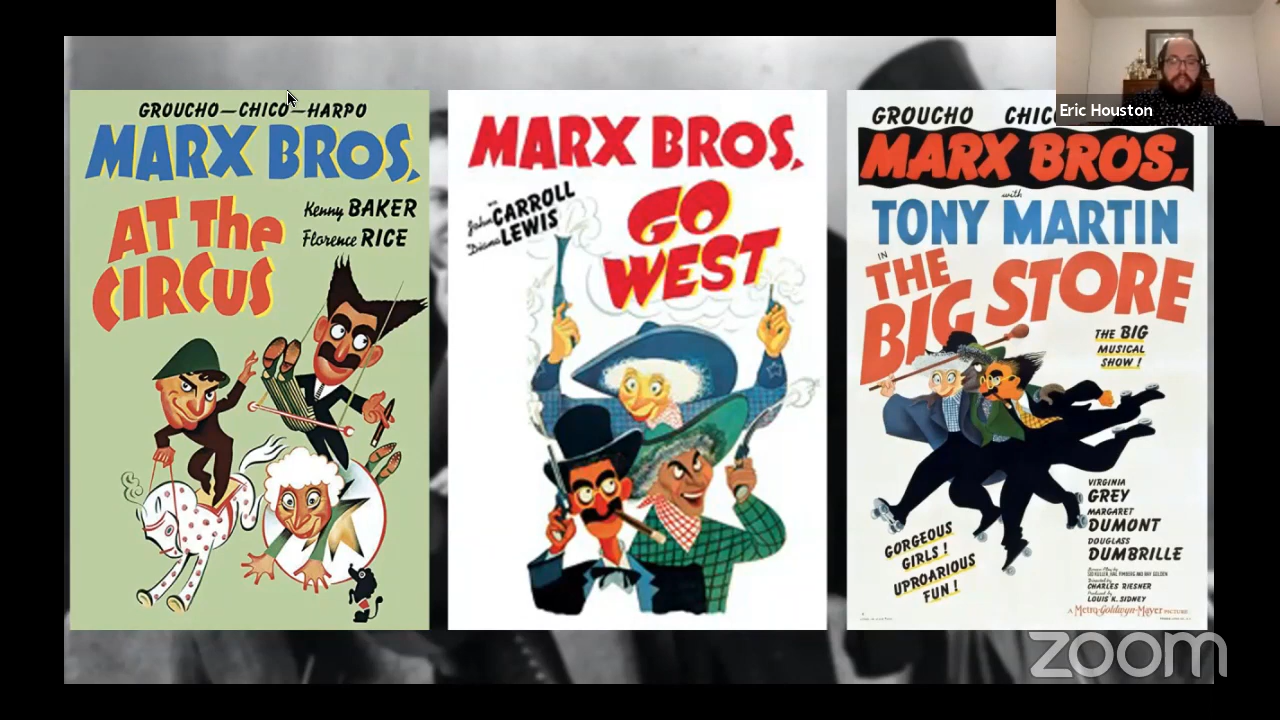 GROUCHO—CHICO—HARPO
MARX BROS.
AT The
CIRCUS
Kenny BAKER
Florence RICE
MARX BROS.
John CARROLL
Diana LEWIS
GO
WEST
GROUCHO CHIC
MARX BROS.
with
TONY MARTIN
IN
THE
BIG STORE
THE BIG
MUSICAL
SHOW!
VIRGINIA
GREY
MARGARET
DUMONT
DOUGLASS
DUMBRILLE
GORGEOUS
GIRLS!
UPROARIOUS
FUN!
Directed by
CHARLES RIESNER
Produced by
LOUIS K. SIDNEY
A Metro-Goldwyn-Mayer PICTURE
Eric Houston
zoom